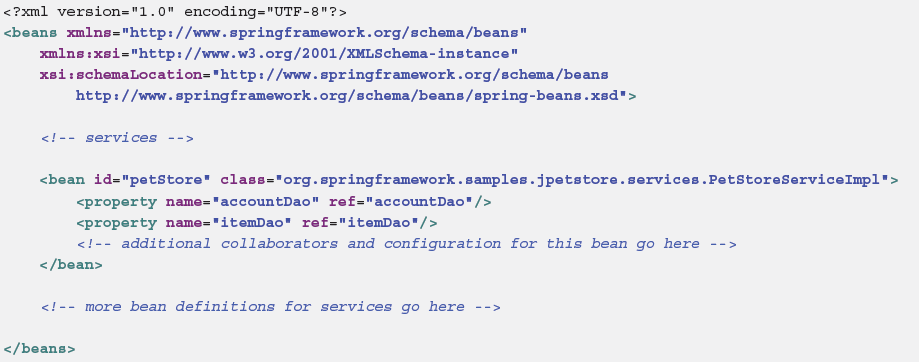 <?xml version="1.0" encoding="UTF-8"?>
<beans xmlns="http://www.springframework.org/schema/beans"
    xmlns:xsi="http://www.w3.org/2001/XMLSchema-instance"
    xsi:schemaLocation="http://www.springframework.org/schema/beans
        http://www.springframework.org/schema/beans/spring-beans.xsd">
    <!-- services -->
    <bean id="petStore" class="org.springframework.samples.jpetstore.services.PetStoreServiceImpl">
        <property name="accountDao" ref="accountDao"/>
        <property name="itemDao" ref="itemDao"/>
        <!-- additional collaborators and configuration for this bean go here -->
    </bean>
    <!-- more bean definitions for services go here -->
</beans>